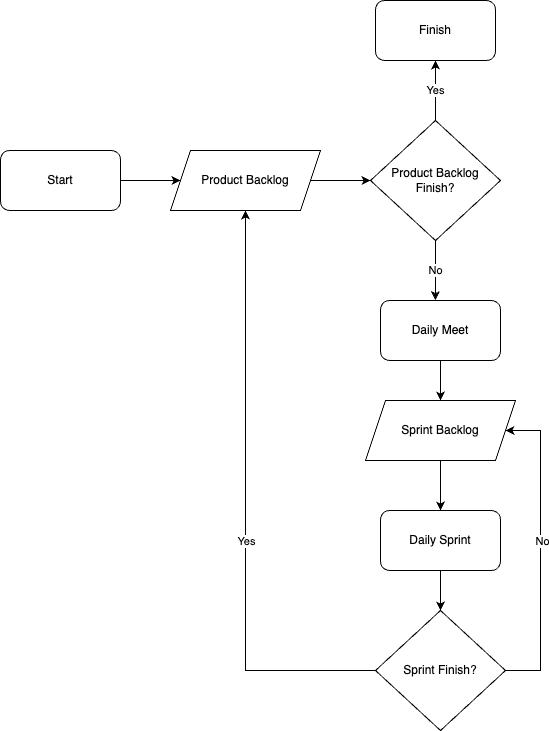 Finish
Yes
Start
Product Backlog
Product Backlog
Finish?
No
Daily Meet
Sprint Backlog
Daily Sprint
Yes
No
Sprint Finish?